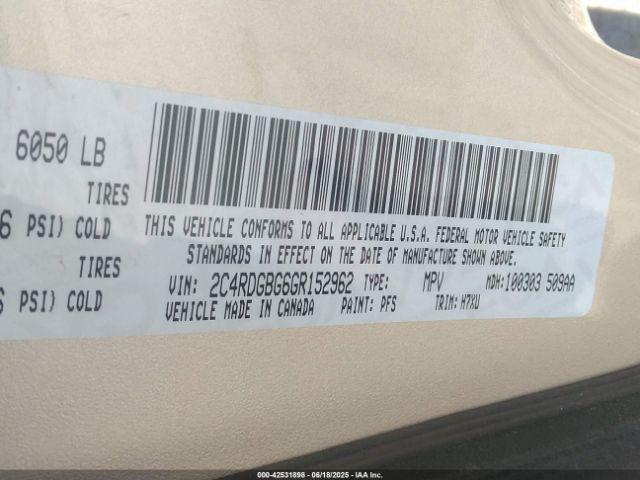 6050 LB
TIRES
6 PSI) COLD
TIRES
6 PSI) COLD
THIS VEHICLE CONFORMS TO ALL APPLICABLE U.S.A. FEDERAL MOTOR VEHICLE SAFETY
STANDARDS IN EFFECT ON THE DATE OF MANUFACTURE SHOWN ABOVE.
VIN: 2C4RDGBG6GR152962 TYPE: MPV MDH:100303 509AA
VEHICLE MADE IN CANADA PAINT: PFS TRIM: H7XU
000-42531898 - 06/18/2025 - IAA Inc.